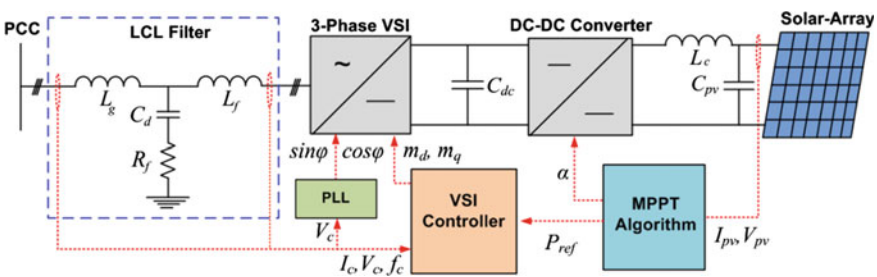 PCC
LCL Filter
3-Phase VSI
DC-DC Converter
Solar-Array
L_g
L_f
C_d
R_f
~
C_dc
L_c
C_pv
sinφ cosφ
m_d, m_q
α
PLL
VSI
Controller
MPPT
Algorithm
V_c
P_ref
I_pv, V_pv
I_c, V_c, f_c